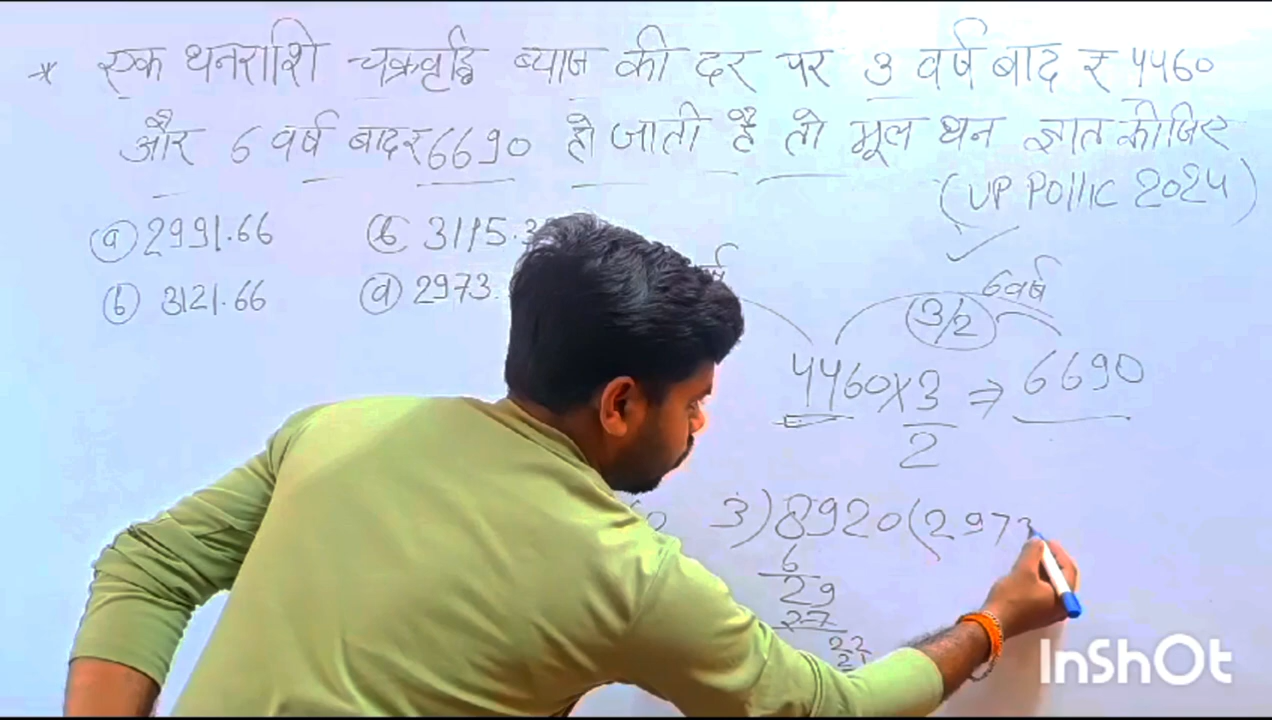 * एक धनराशि चक्रवृद्धि ब्याज की दर पर 3 वर्ष बाद ₹ 4460
और 6 वर्ष बाद ₹ 6690 हो जाती है तो मूल धन ज्ञात कीजिए
(UP Police 2024)
(a) 2991.66 (c) 3115.3
(b) 3121.66 (d) 2973.
6 वर्ष
3/2
4460 × 3/2 ⇒ 6690
3) 8920 (2973
6
29
27
22
InShOt